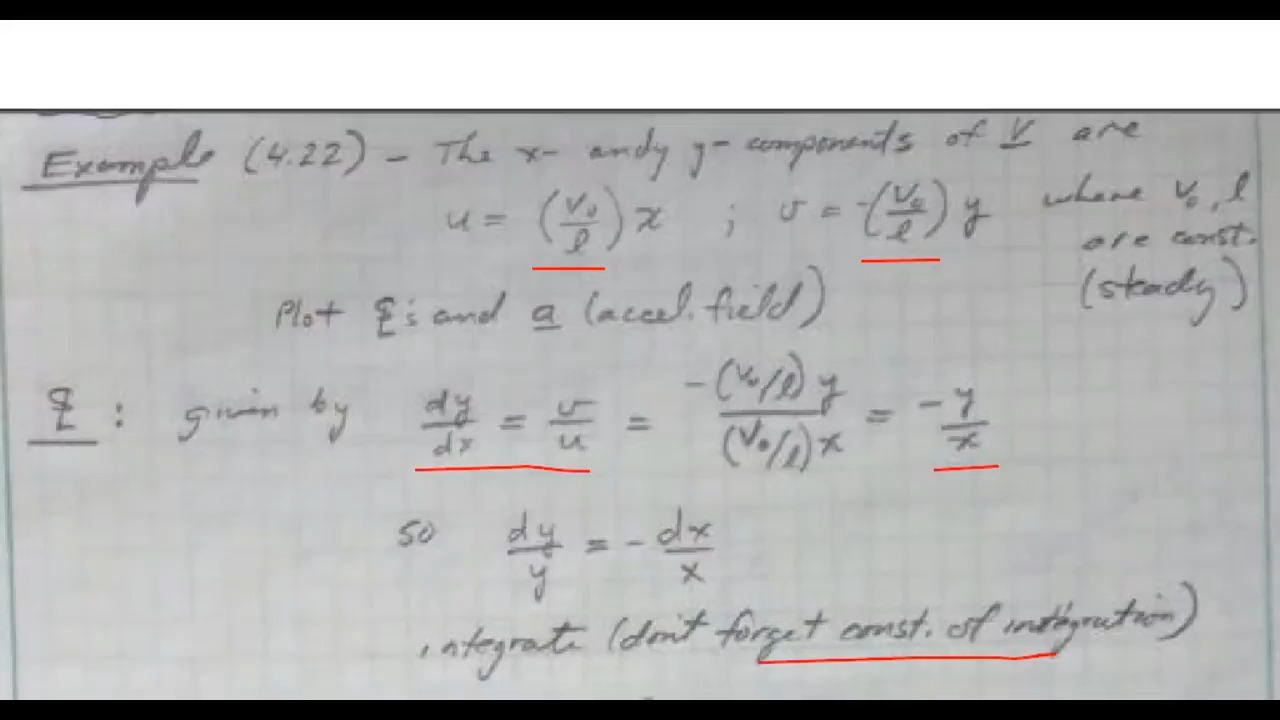 Example (4.22) - The x- andy y- components of V are
u = (V₀/l) x ; v = -(V₀/l) y where V₀, l
are const.
(steady)
Plot ξ's and a (accel. field)
ξ : given by dy/dx = v/u = -(V₀/l) y / (V₀/l) x = - y/x
so dy/y = - dx/x
integrate (don't forget const. of integration)